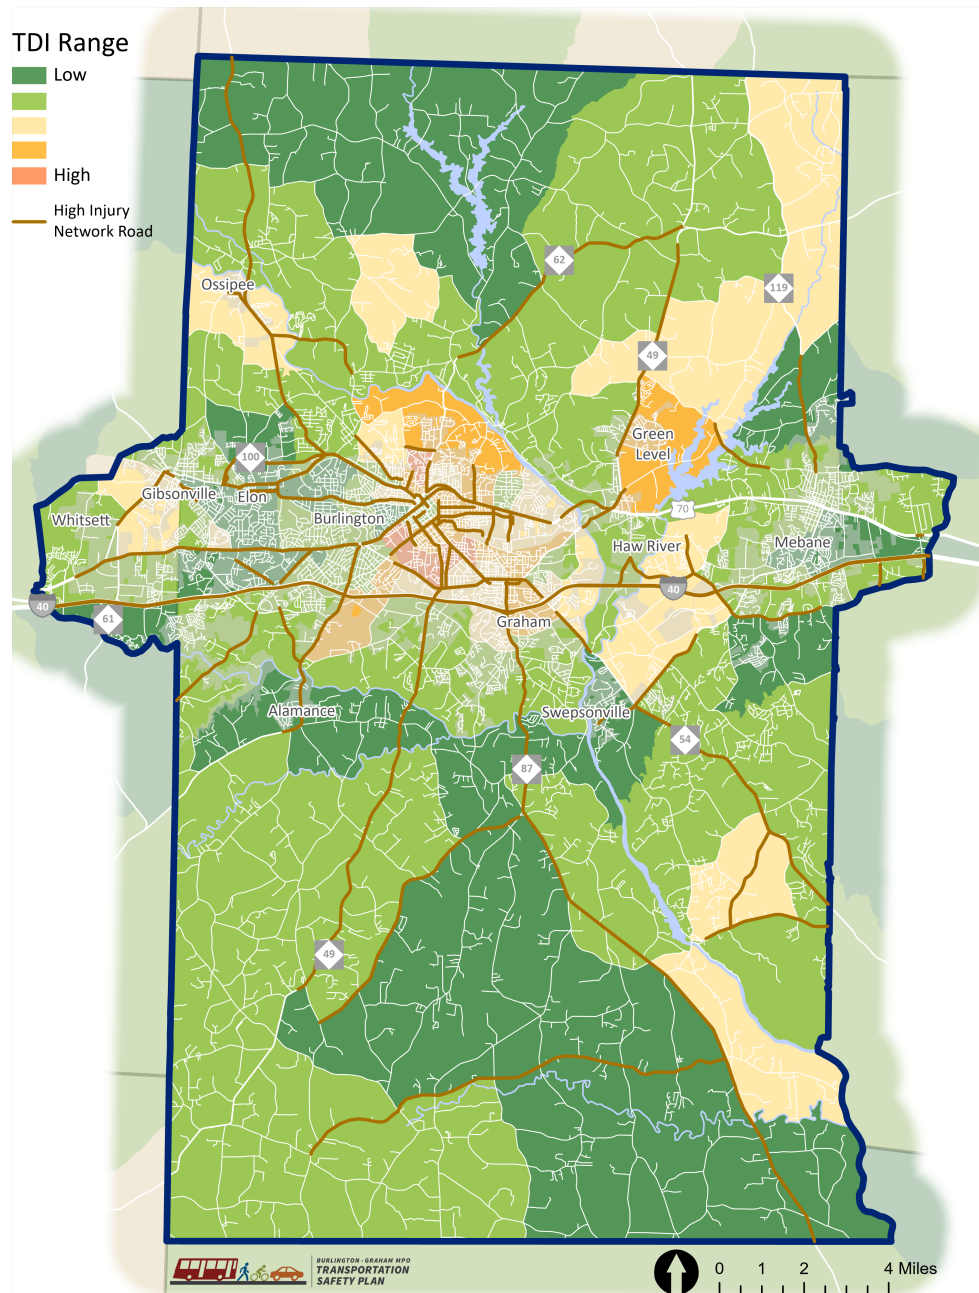 TDI Range
Low
High
High Injury
Network Road
62
119
Ossipee
49
Green
Level
100
Gibsonville
Elon
Whitsett
Burlington
70
Haw River
Mebane
40
40
61
Graham
Alamance
Swepsonville
54
87
49
BURLINGTON - GRAHAM MPO
TRANSPORTATION
SAFETY PLAN
0 1 2 4 Miles